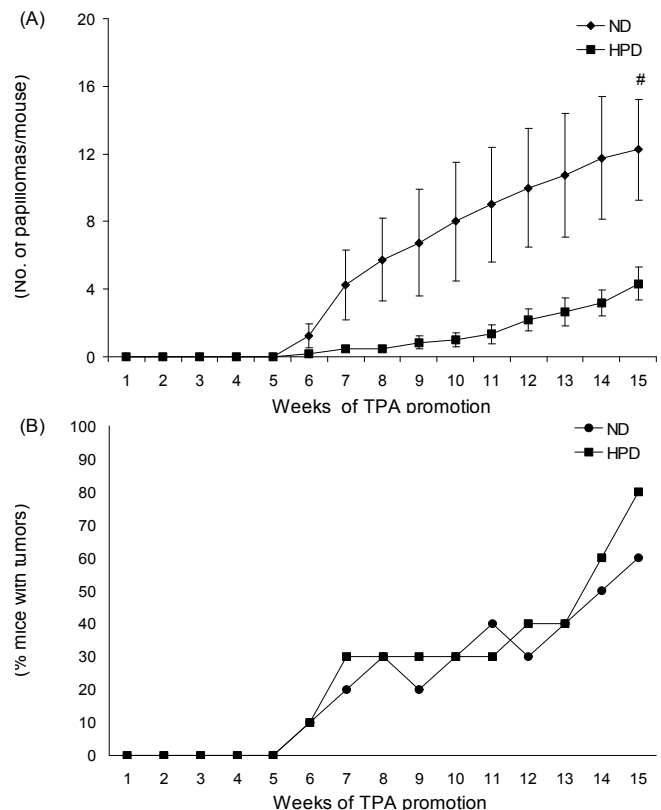 (A)
20
ND
HPD
16
#
12
8
4
0
(No. of papillomas/mouse)
1 2 3 4 5 6 7 8 9 10 11 12 13 14 15
Weeks of TPA promotion
(B)
100
ND
90
HPD
80
70
60
50
40
30
20
10
0
(% mice with tumors)
1 2 3 4 5 6 7 8 9 10 11 12 13 14 15
Weeks of TPA promotion